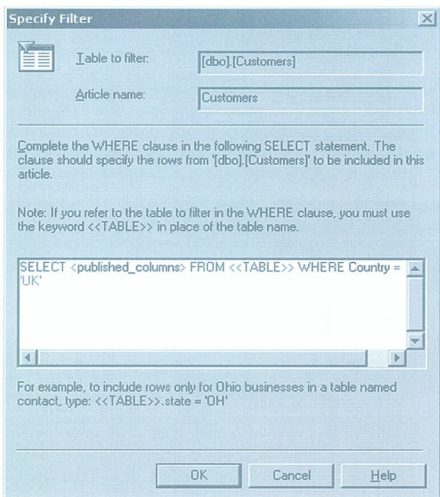 Specify Filter
Table to filter:
[dbo].[Customers]
Article name:
Customers
Complete the WHERE clause in the following SELECT statement. The
clause should specify the rows from '[dbo].[Customers]' to be included in this
article.
Note: If you refer to the table to filter in the WHERE clause, you must use
the keyword <<TABLE>> in place of the table name.
SELECT <published_columns> FROM <<TABLE>> WHERE Country =
'UK'
For example, to include rows only for Ohio businesses in a table named
contact, type: <<TABLE>>.state = 'OH'
OK
Cancel
Help